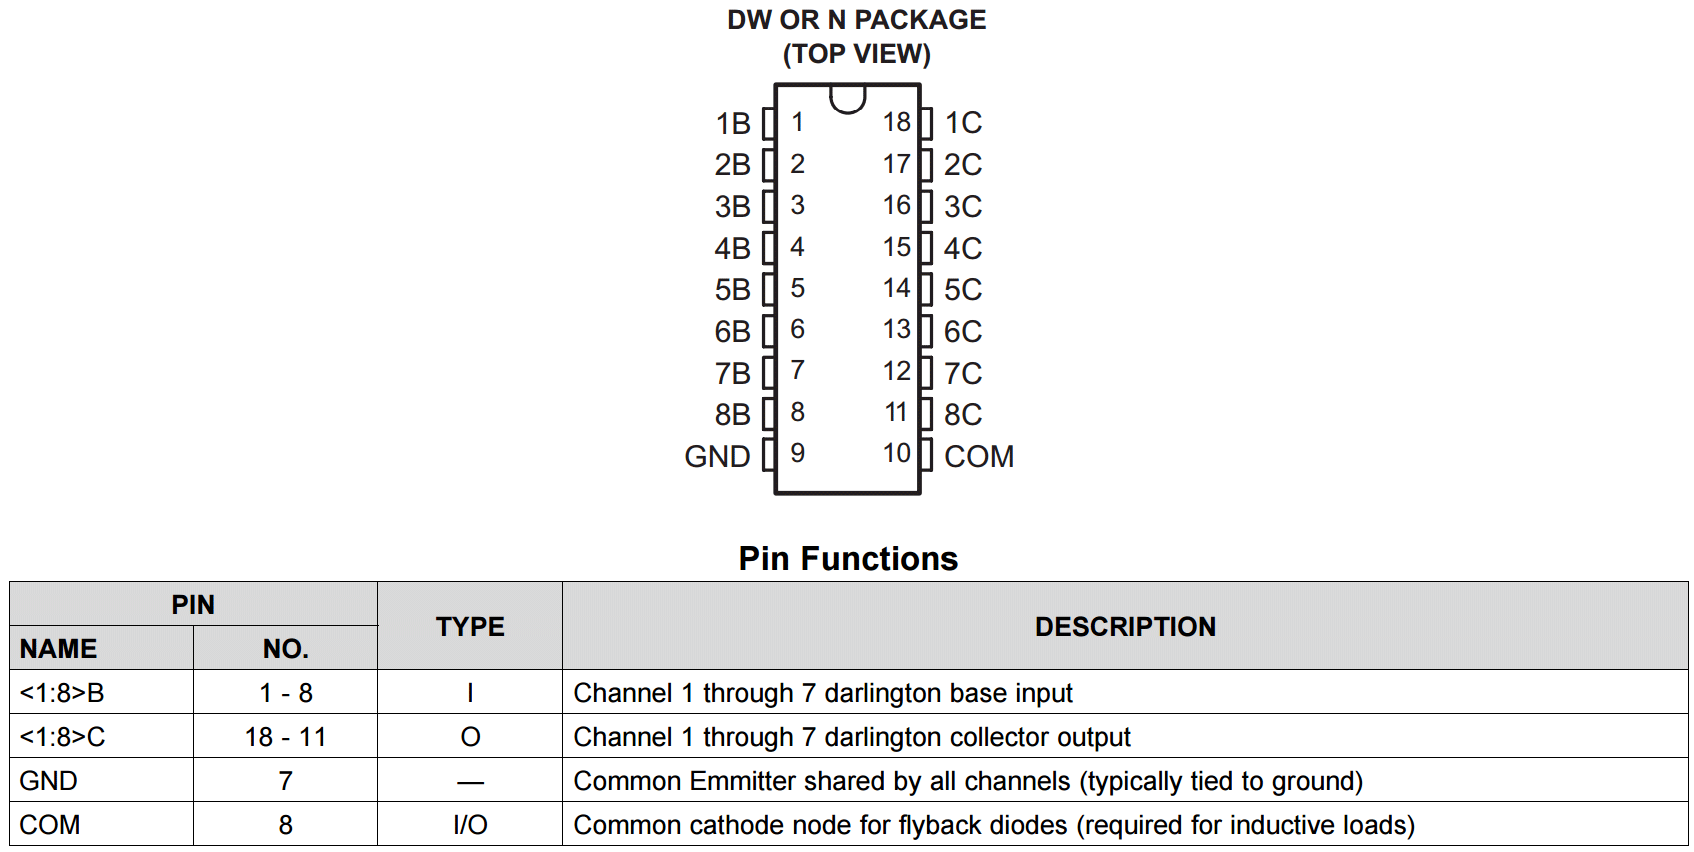 DW OR N PACKAGE
(TOP VIEW)
1B 1 18 1C
2B 2 17 2C
3B 3 16 3C
4B 4 15 4C
5B 5 14 5C
6B 6 13 6C
7B 7 12 7C
8B 8 11 8C
GND 9 10 COM
Pin Functions
PIN TYPE DESCRIPTION
NAME NO.
<1:8>B 1 - 8 I Channel 1 through 7 darlington base input
<1:8>C 18 - 11 O Channel 1 through 7 darlington collector output
GND 7 — Common Emmitter shared by all channels (typically tied to ground)
COM 8 I/O Common cathode node for flyback diodes (required for inductive loads)